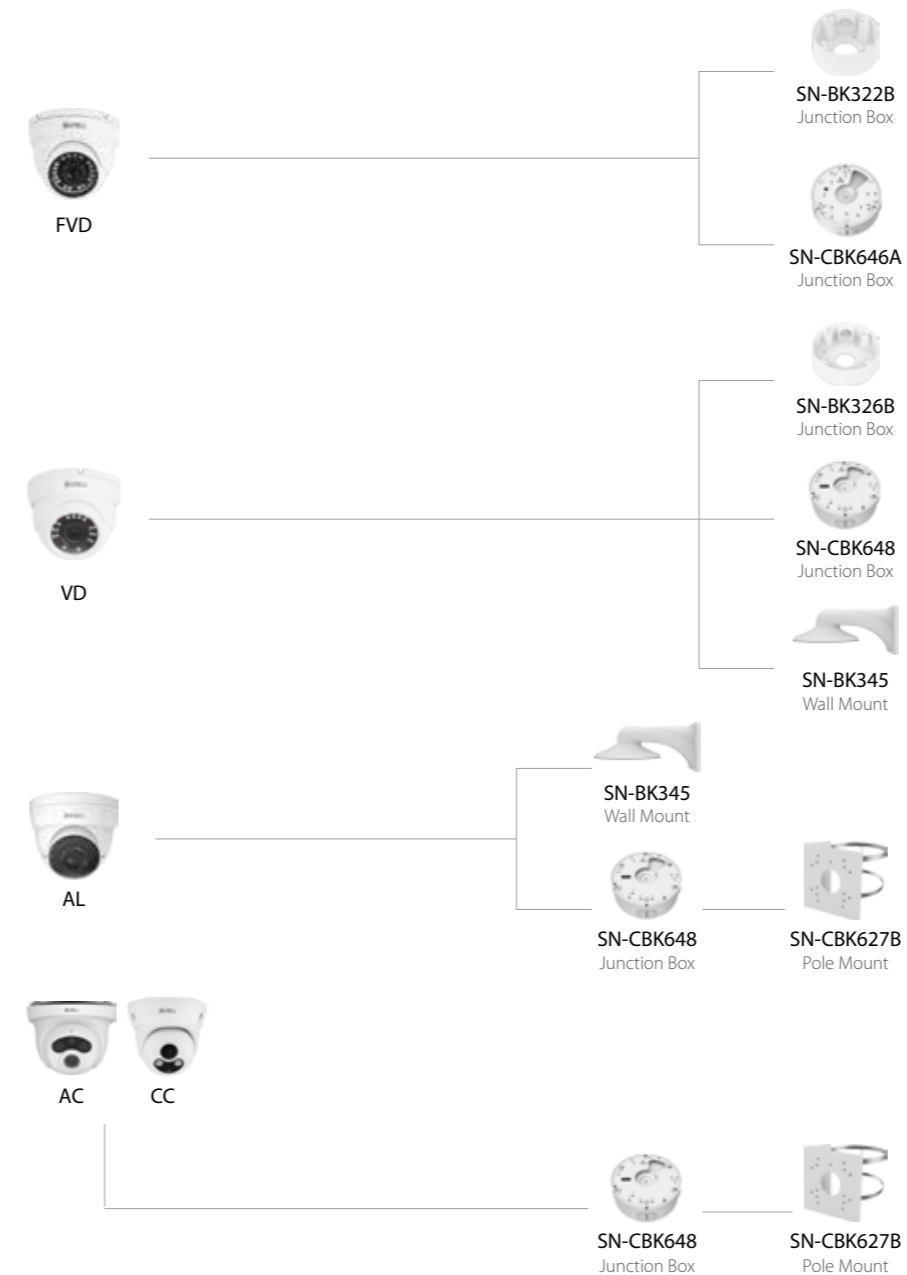 SN-BK322B
Junction Box
FVD
SN-CBK646A
Junction Box
SN-BK326B
Junction Box
VD
SN-CBK648
Junction Box
SN-BK345
Wall Mount
AL
SN-BK345
Wall Mount
SN-CBK648
Junction Box
SN-CBK627B
Pole Mount
AC
CC
SN-CBK648
Junction Box
SN-CBK627B
Pole Mount